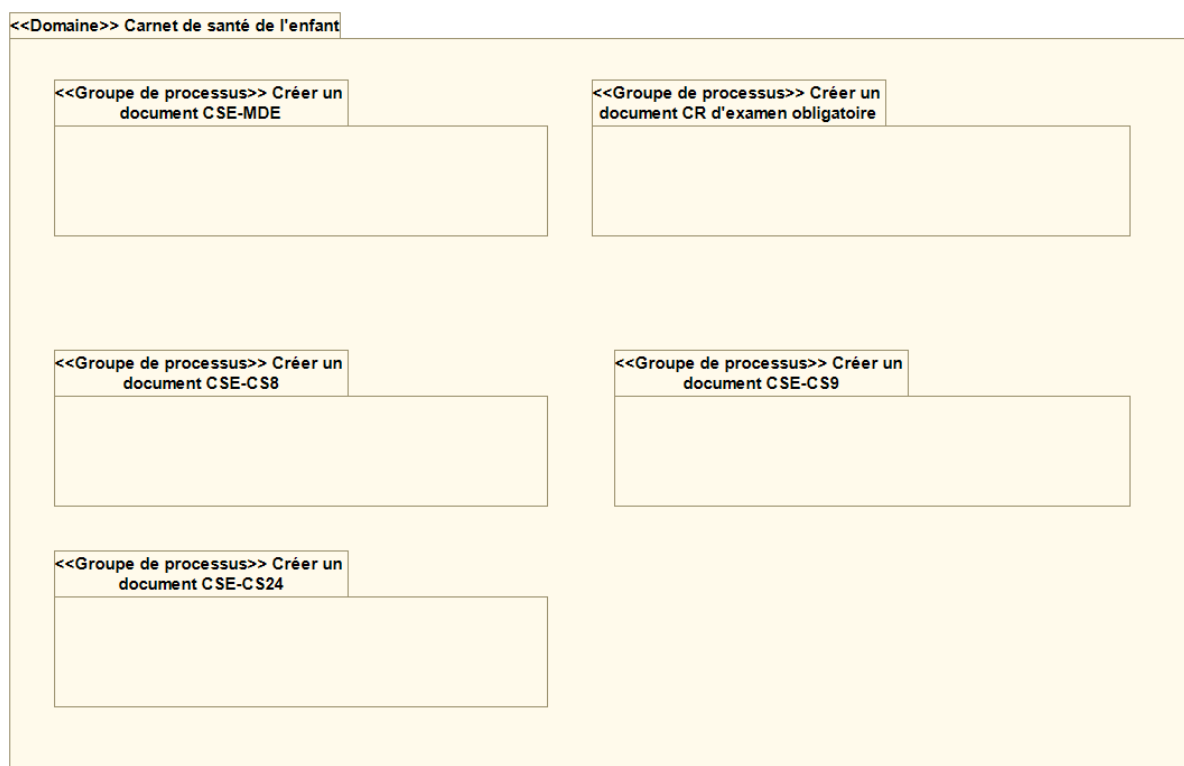 <<Domaine>> Carnet de santé de l'enfant
<<Groupe de processus>> Créer un
document CSE-MDE
<<Groupe de processus>> Créer un
document CR d'examen obligatoire
<<Groupe de processus>> Créer un
document CSE-CS8
<<Groupe de processus>> Créer un
document CSE-CS9
<<Groupe de processus>> Créer un
document CSE-CS24